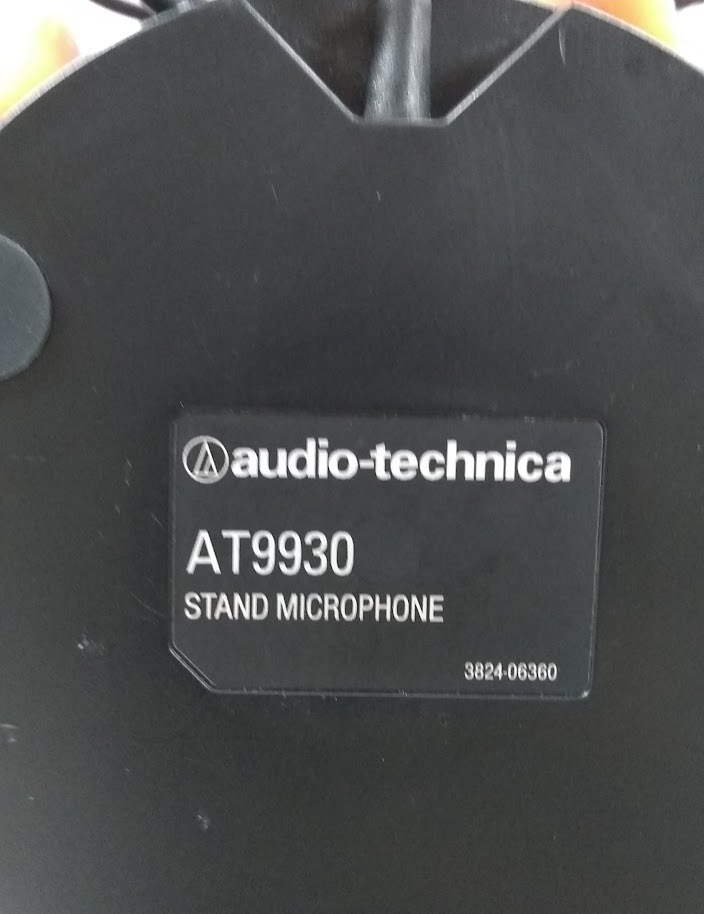 audio-technica
AT9930
STAND MICROPHONE
3824-06360